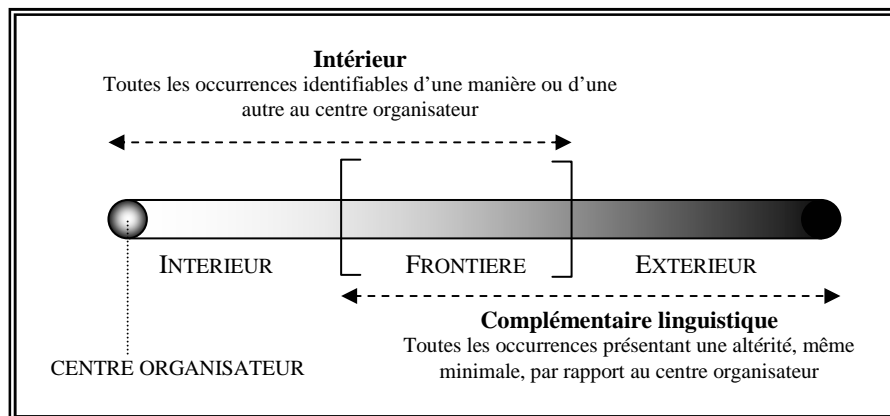 Intérieur
Toutes les occurrences identifiables d’une manière ou d’une
autre au centre organisateur
INTERIEUR FRONTIERE EXTERIEUR
Complémentaire linguistique
Toutes les occurrences présentant une altérité, même
minimale, par rapport au centre organisateur
CENTRE ORGANISATEUR